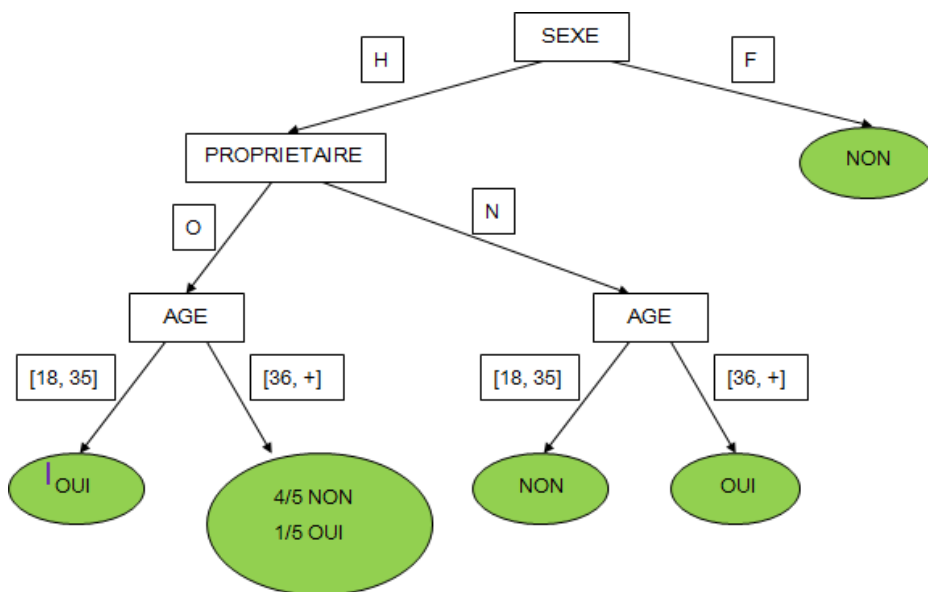 SEXE
H
F
PROPRIETAIRE
NON
O
N
AGE
AGE
[18, 35]
[36, +]
[18, 35]
[36, +]
OUI
4/5 NON
1/5 OUI
NON
OUI